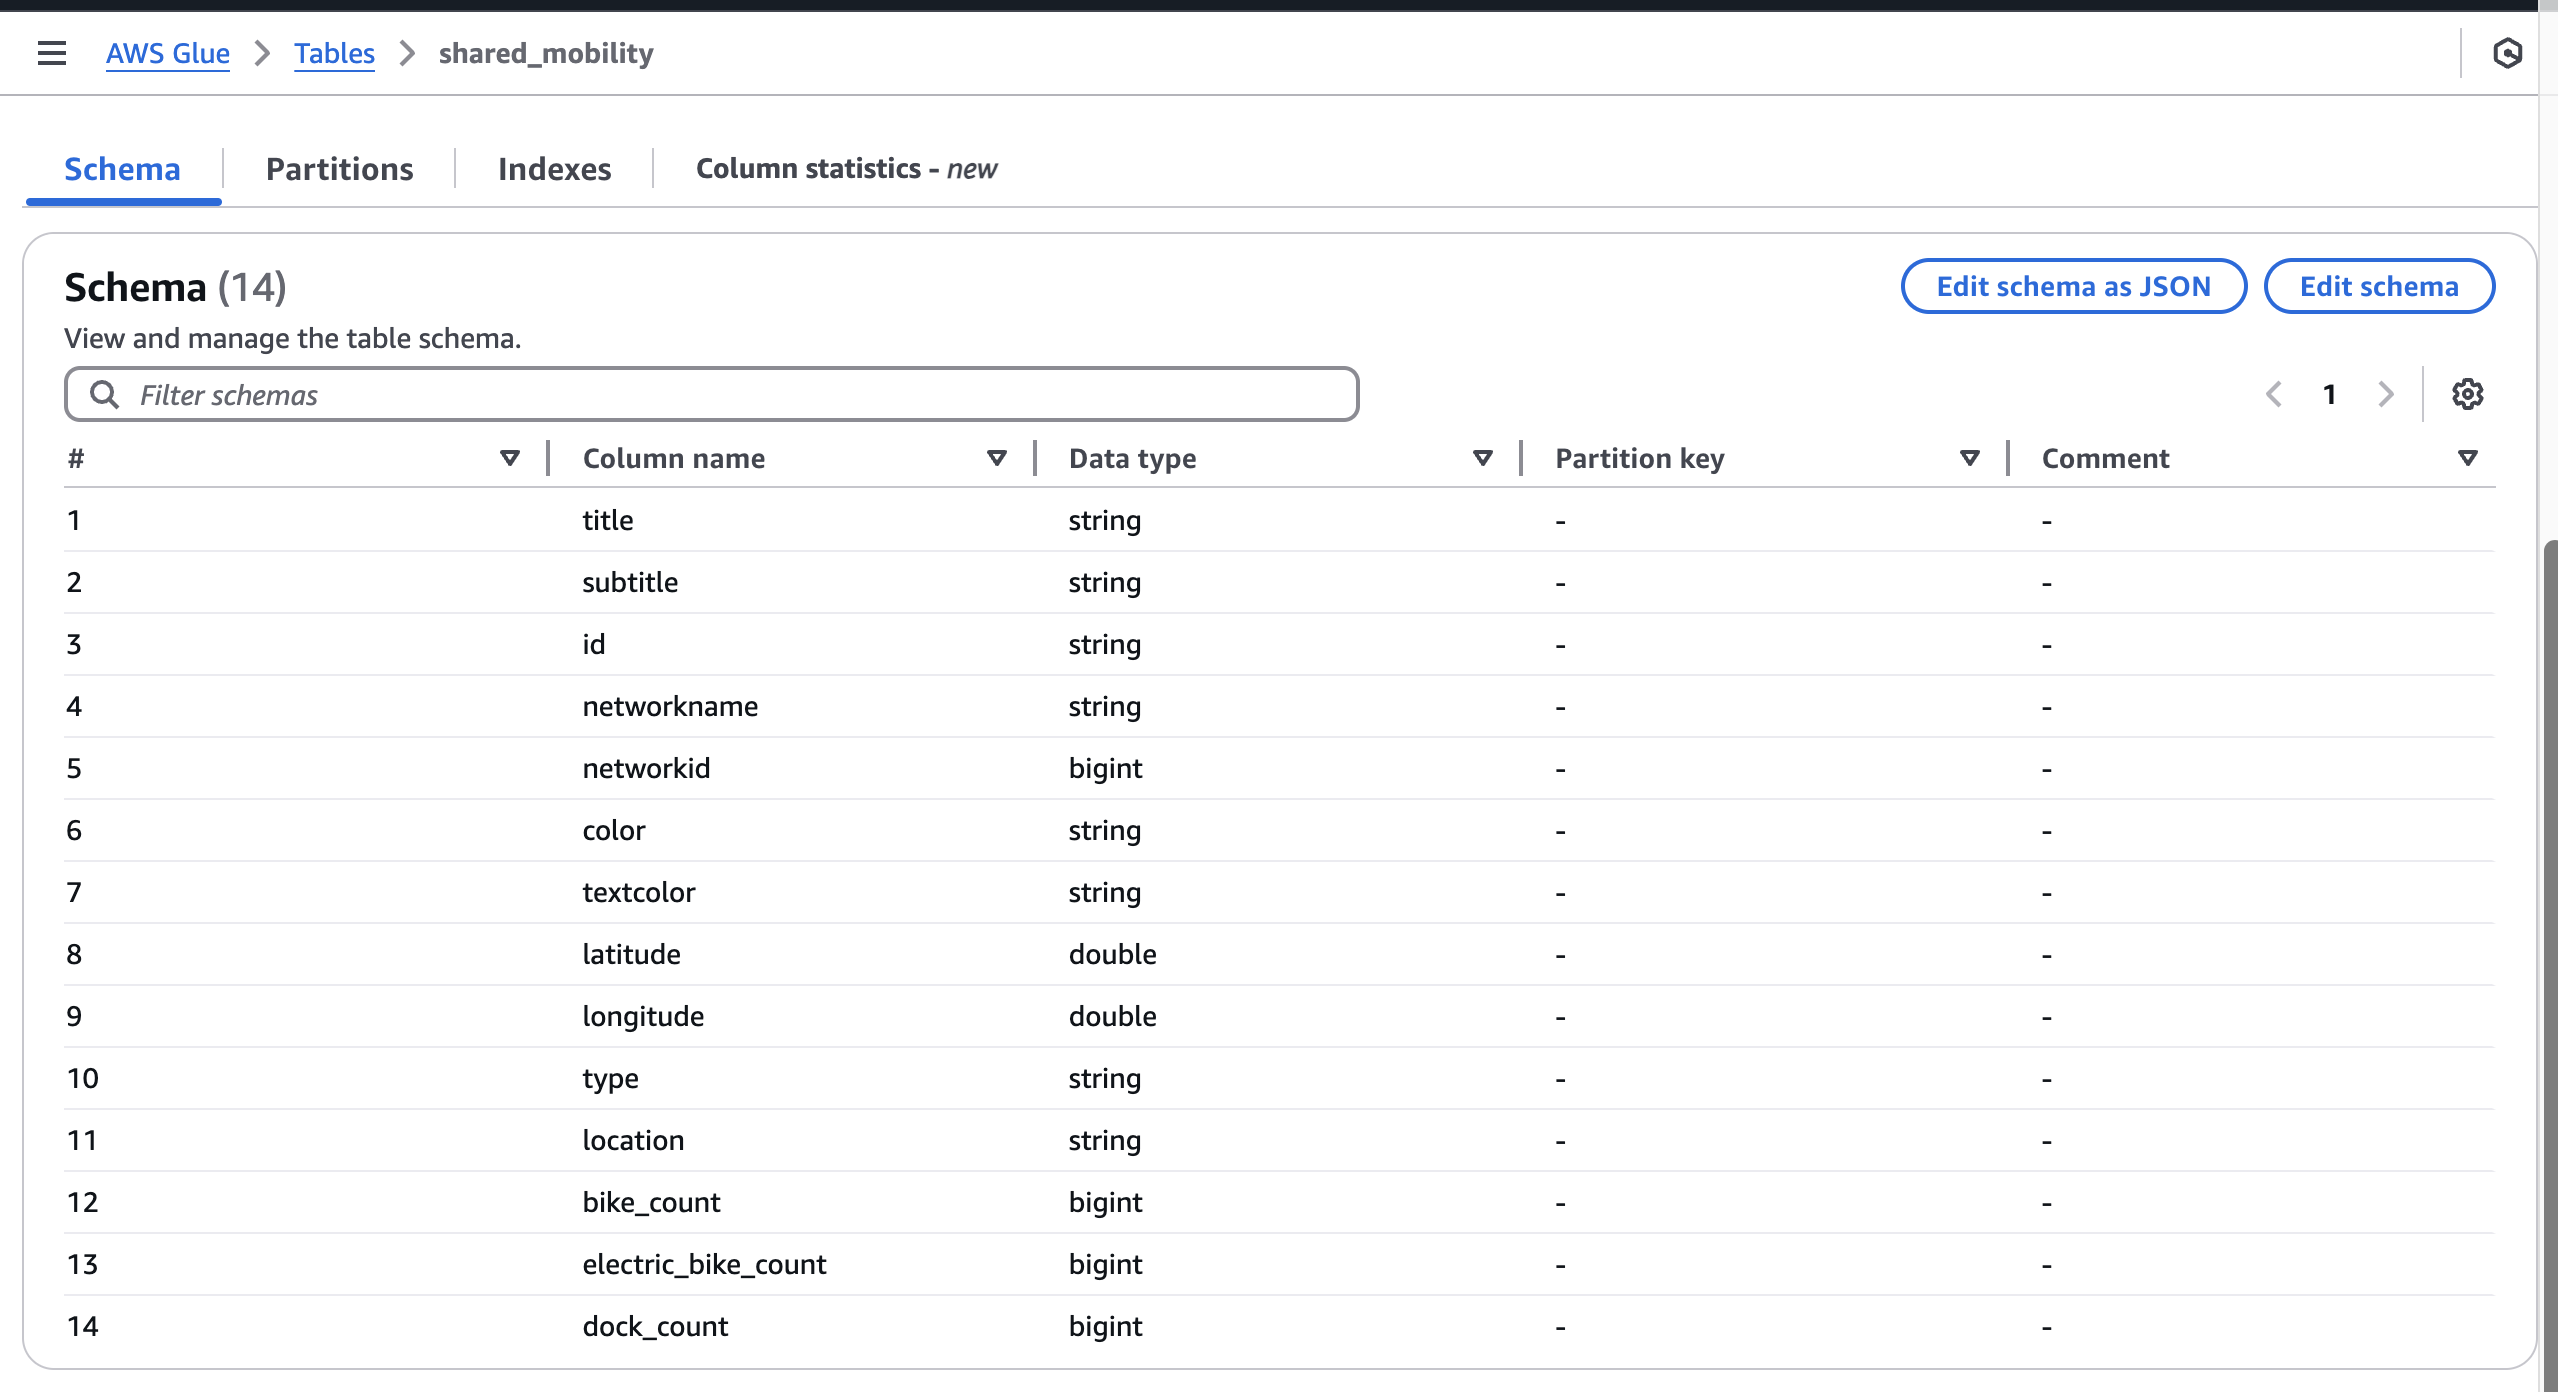 AWS Glue > Tables > shared_mobility
Schema Partitions Indexes Column statistics - new
Schema (14) Edit schema as JSON Edit schema
View and manage the table schema.
Filter schemas 1
# Column name Data type Partition key Comment
1 title string - -
2 subtitle string - -
3 id string - -
4 networkname string - -
5 networkid bigint - -
6 color string - -
7 textcolor string - -
8 latitude double - -
9 longitude double - -
10 type string - -
11 location string - -
12 bike_count bigint - -
13 electric_bike_count bigint - -
14 dock_count bigint - -